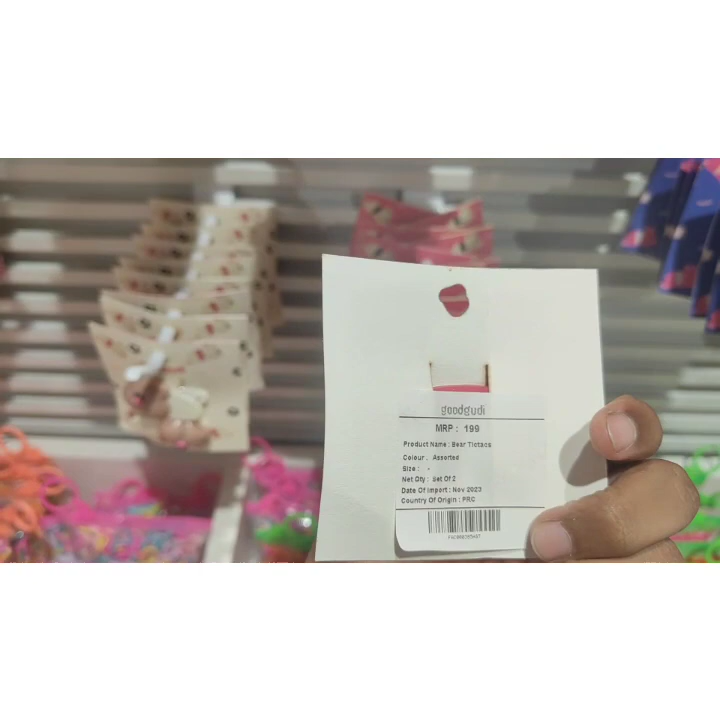 goodgudi
MRP : 199
Product Name : Bear Tictacs
Colour . Assorted
Size : -
Net Qty : Set Of 2
Date Of Import : Nov 2023
Country Of Origin : PRC